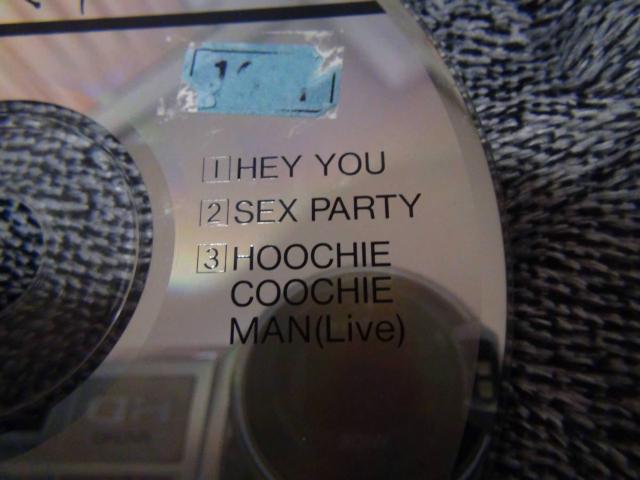 1 HEY YOU
2 SEX PARTY
3 HOOCHIE
COOCHIE
MAN(Live)